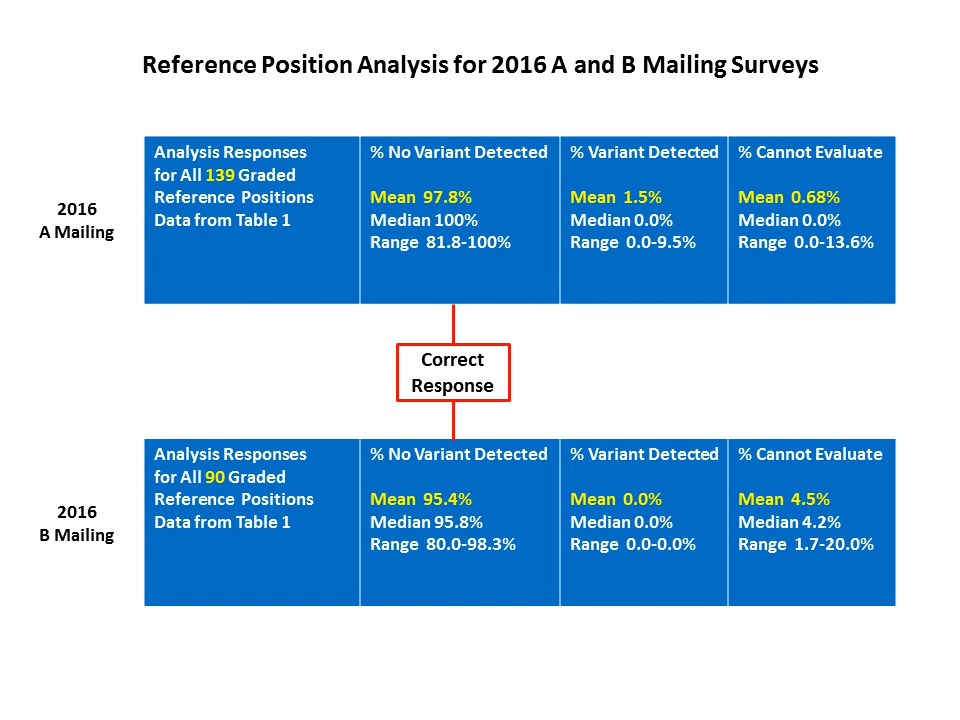 Reference Position Analysis for 2016 A and B Mailing Surveys
2016
A Mailing
Analysis Responses
for All 139 Graded
Reference Positions
Data from Table 1
% No Variant Detected
Mean 97.8%
Median 100%
Range 81.8-100%
% Variant Detected
Mean 1.5%
Median 0.0%
Range 0.0-9.5%
% Cannot Evaluate
Mean 0.68%
Median 0.0%
Range 0.0-13.6%
Correct
Response
2016
B Mailing
Analysis Responses
for All 90 Graded
Reference Positions
Data from Table 1
% No Variant Detected
Mean 95.4%
Median 95.8%
Range 80.0-98.3%
% Variant Detected
Mean 0.0%
Median 0.0%
Range 0.0-0.0%
% Cannot Evaluate
Mean 4.5%
Median 4.2%
Range 1.7-20.0%